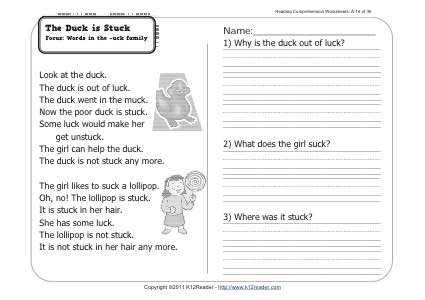 Reading Comprehension Worksheets: A-14 of 36
The Duck is Stuck
Focus: Words in the -uck family
Look at the duck.
The duck is out of luck.
The duck went in the muck.
Now the poor duck is stuck.
Some luck would make her
get unstuck.
The girl can help the duck.
The duck is not stuck any more.
The girl likes to suck a lollipop.
Oh, no! The lollipop is stuck.
It is stuck in her hair.
She has some luck.
The lollipop is not stuck.
It is not stuck in her hair any more.
Name:
1) Why is the duck out of luck?
2) What does the girl suck?
3) Where was it stuck?
Copyright ©2011 K12Reader - http://www.k12reader.com